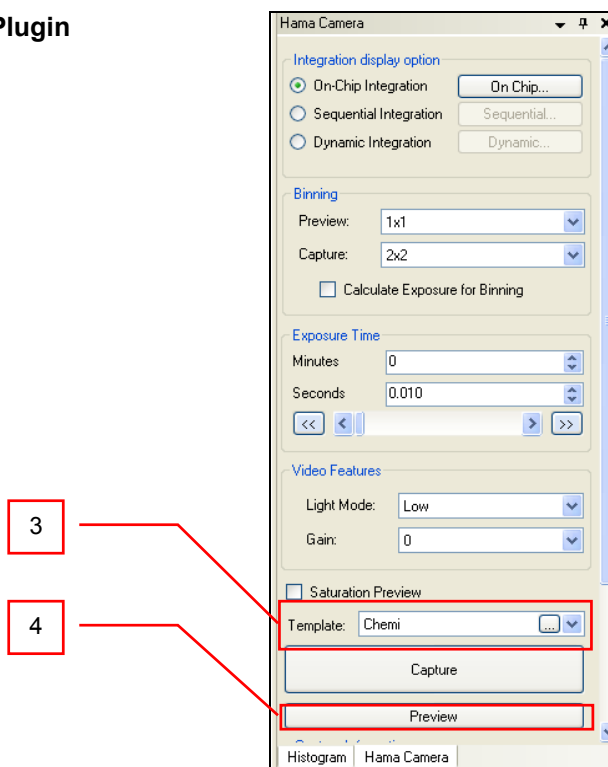 Plugin
Hama Camera
Integration display option
On-Chip Integration On Chip...
Sequential Integration Sequential...
Dynamic Integration Dynamic...
Binning
Preview: 1x1
Capture: 2x2
Calculate Exposure for Binning
Exposure Time
Minutes 0
Seconds 0.010
<< < > >>
Video Features
Light Mode: Low
Gain: 0
3
Saturation Preview
4
Template: Chemi ...
Capture
Preview
Histogram Hama Camera